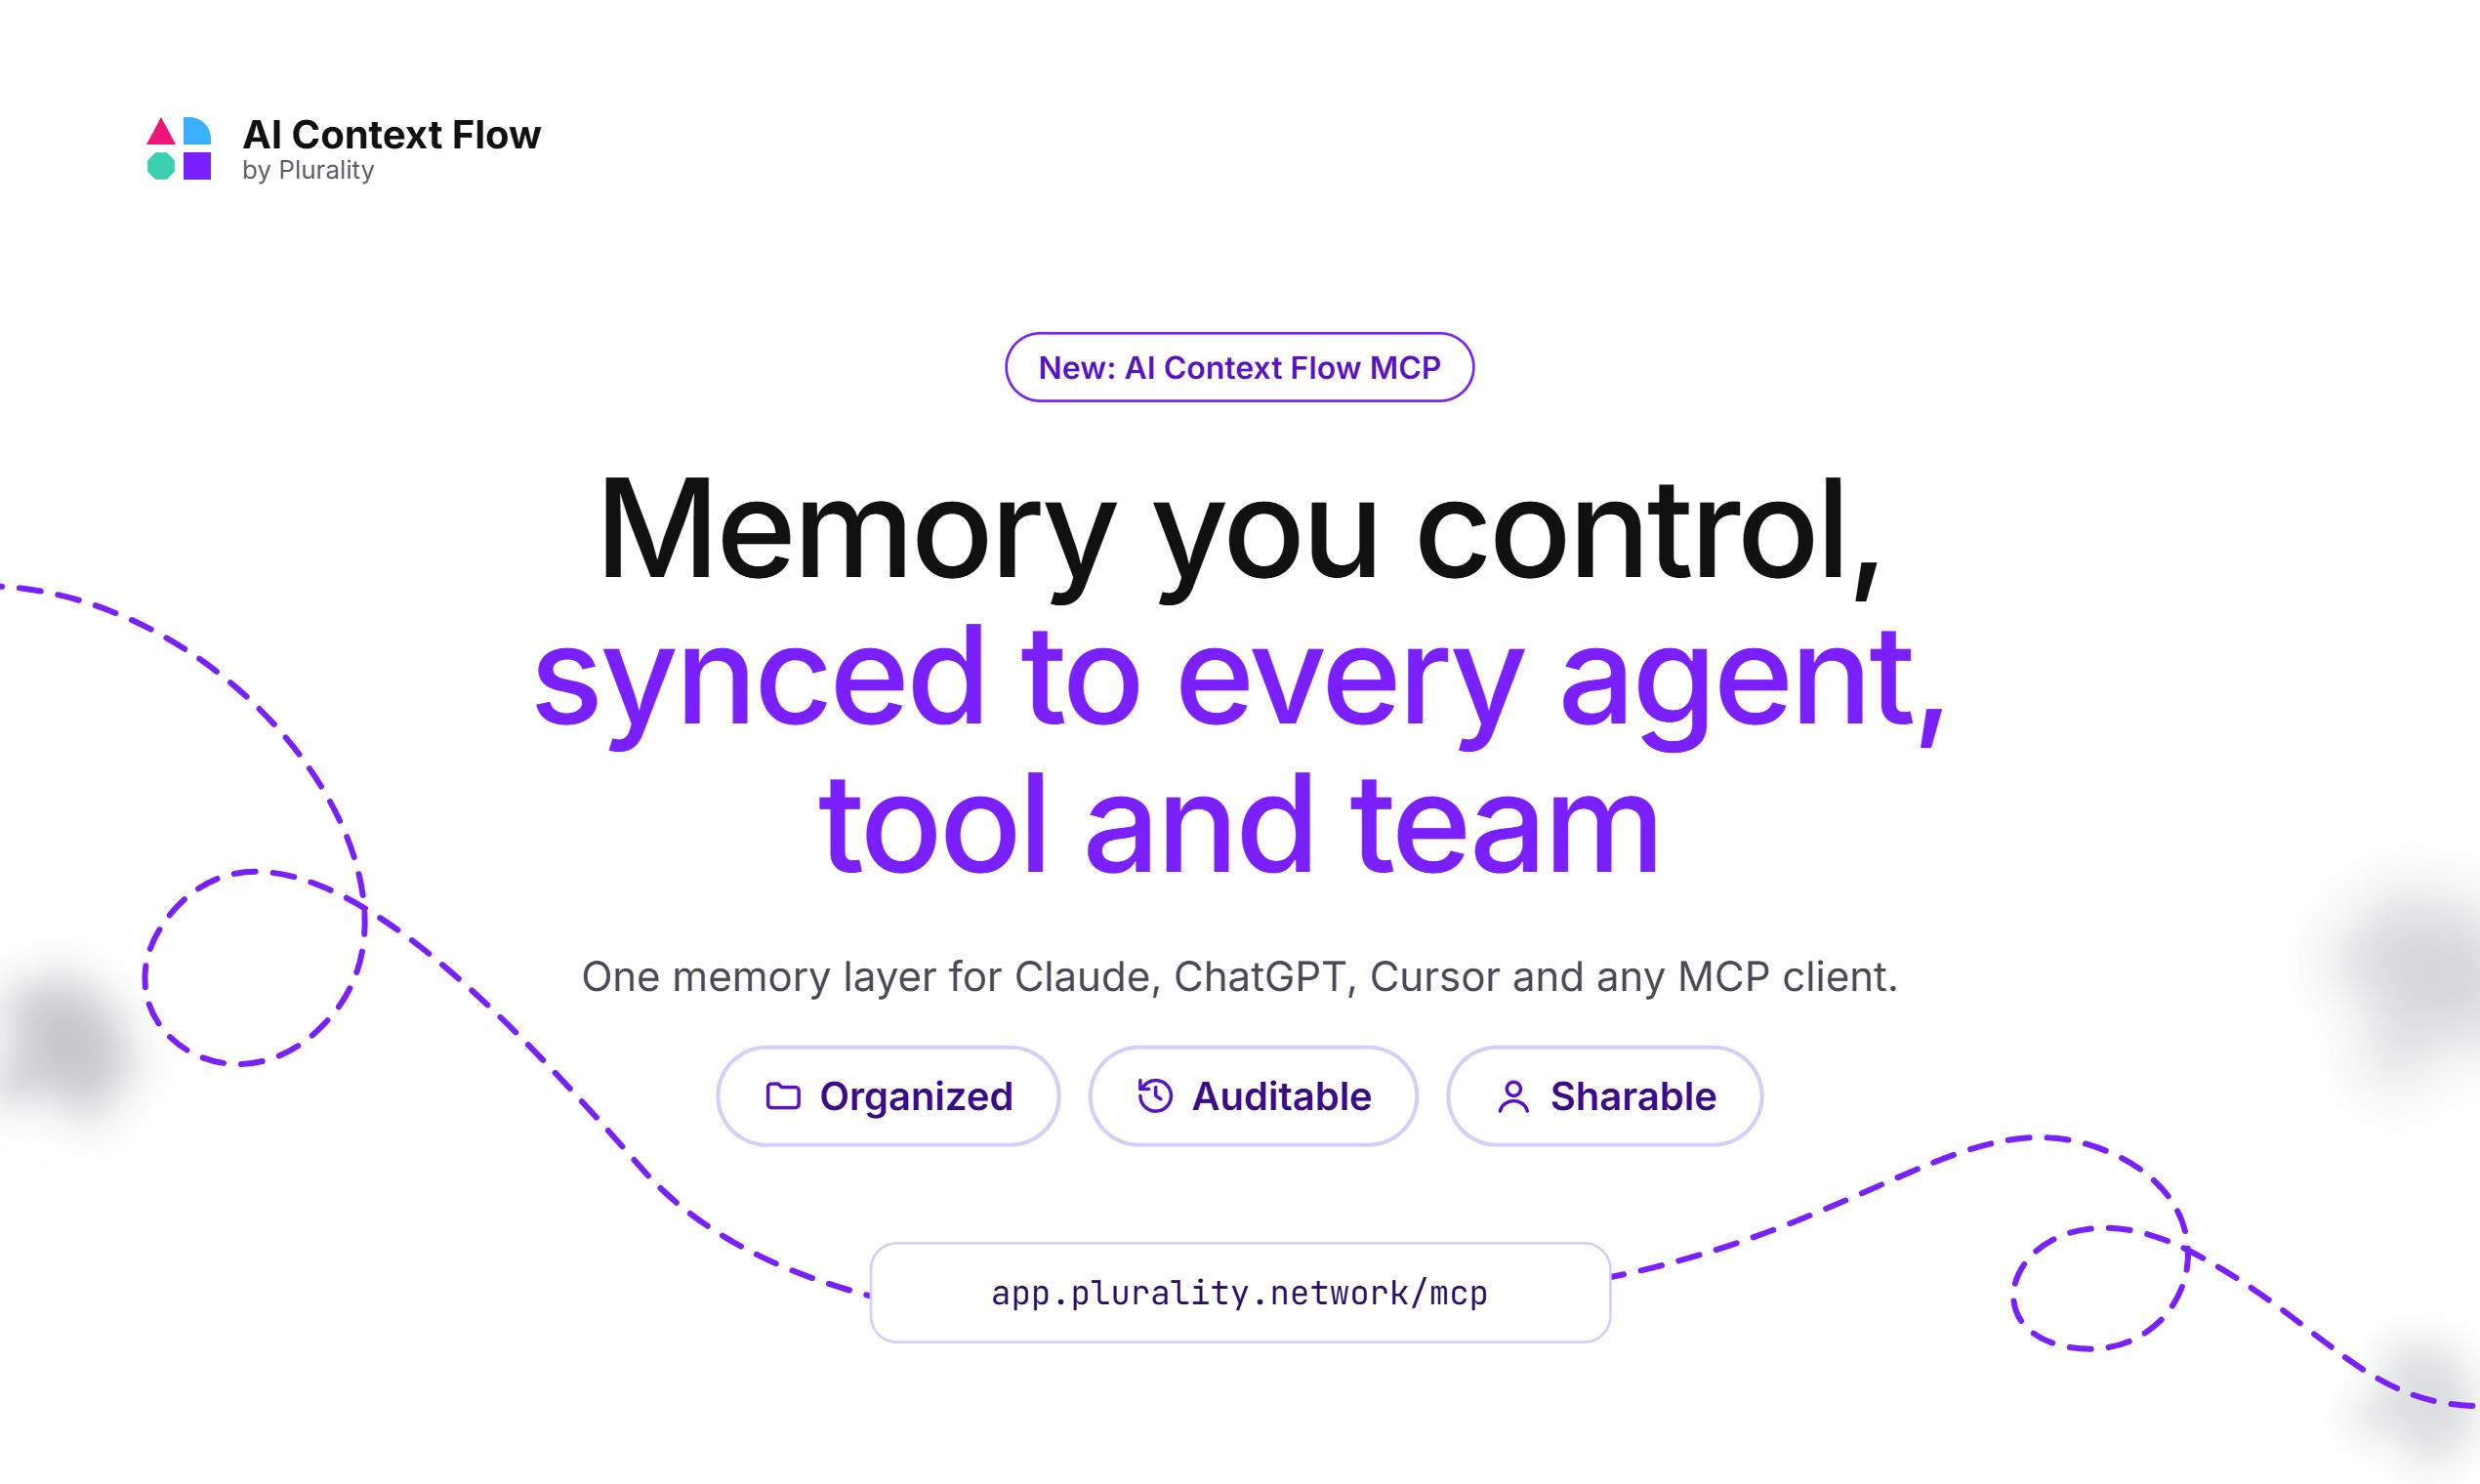 AI Context Flow
by Plurality
New: AI Context Flow MCP
Memory you control,
synced to every agent,
tool and team
One memory layer for Claude, ChatGPT, Cursor and any MCP client.
Organized
Auditable
Sharable
app.plurality.network/mcp